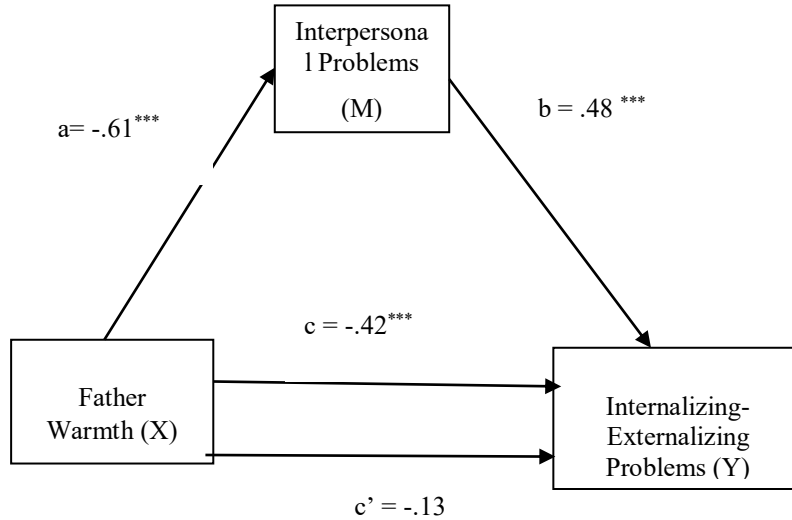 Interpersona
l Problems
(M)
a= -.61***
b = .48 ***
c = -.42***
Father
Warmth (X)
Internalizing-
Externalizing
Problems (Y)
c’ = -.13